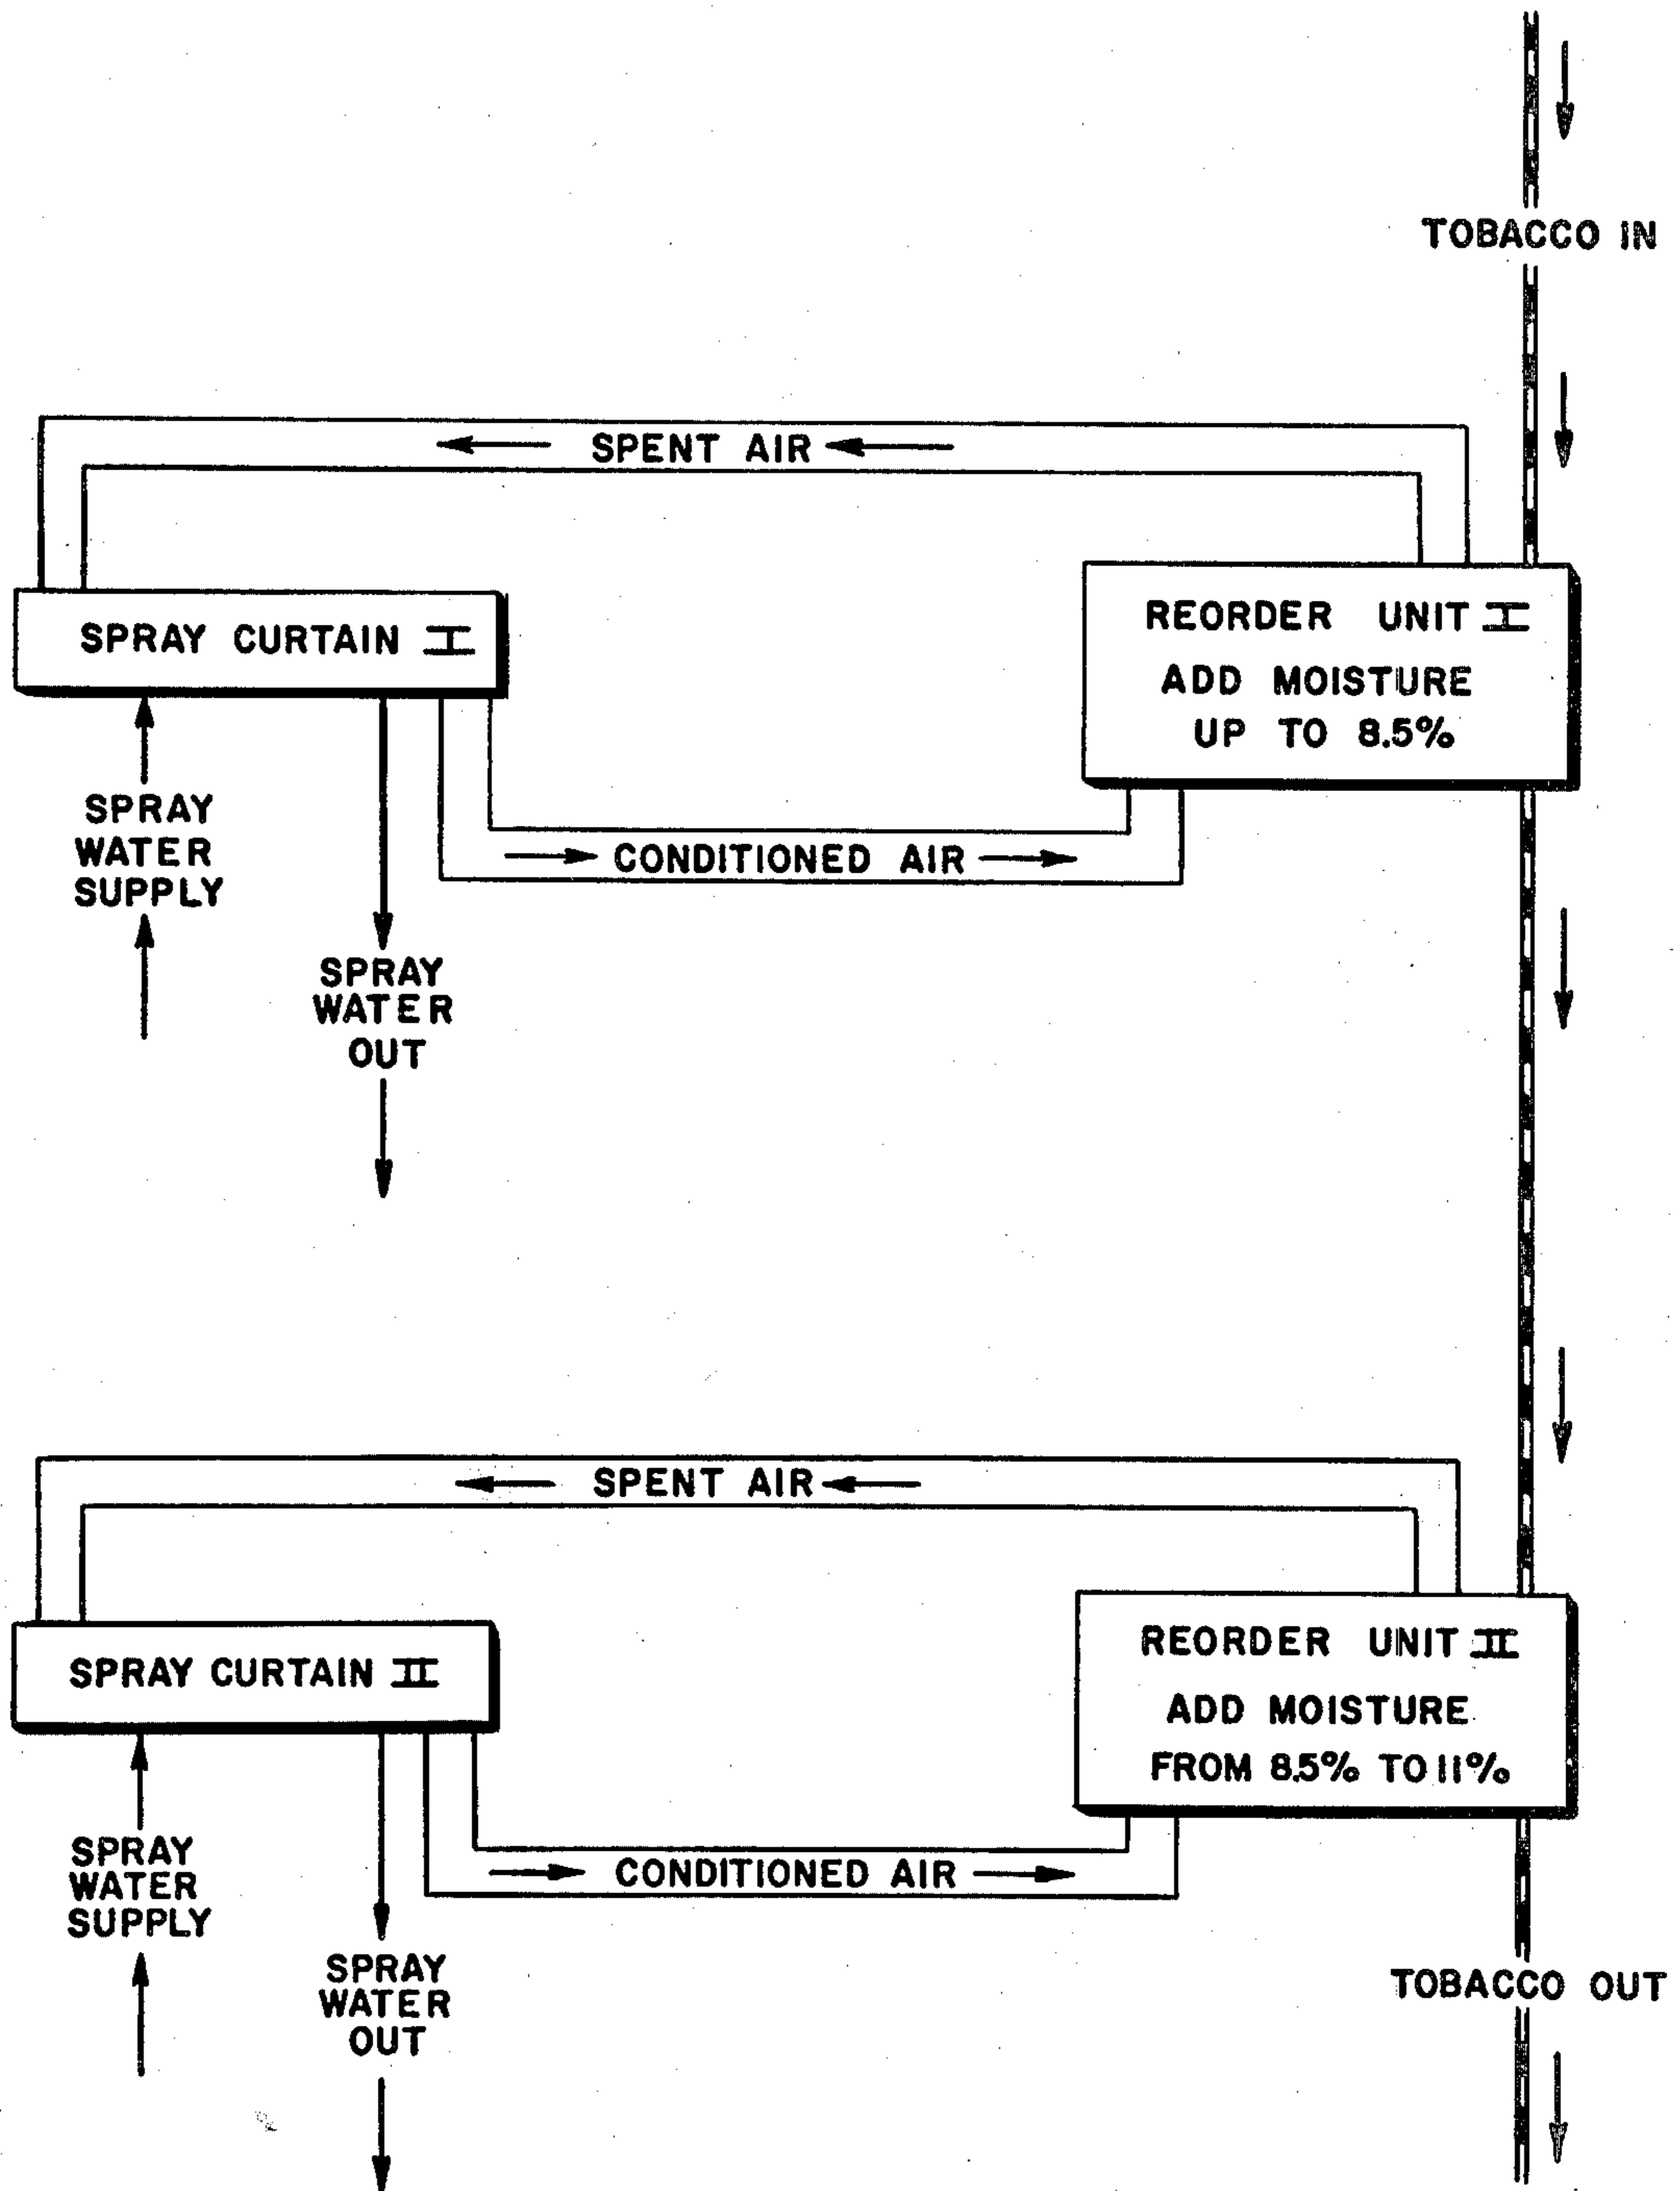 TOBACCO IN
SPENT AIR
SPRAY CURTAIN I
REORDER UNIT I
ADD MOISTURE
UP TO 8.5%
SPRAY
WATER
SUPPLY
CONDITIONED AIR
SPRAY
WATER
OUT
SPENT AIR
SPRAY CURTAIN II
REORDER UNIT II
ADD MOISTURE
FROM 8.5% TO 11%
SPRAY
WATER
SUPPLY
CONDITIONED AIR
SPRAY
WATER
OUT
TOBACCO OUT